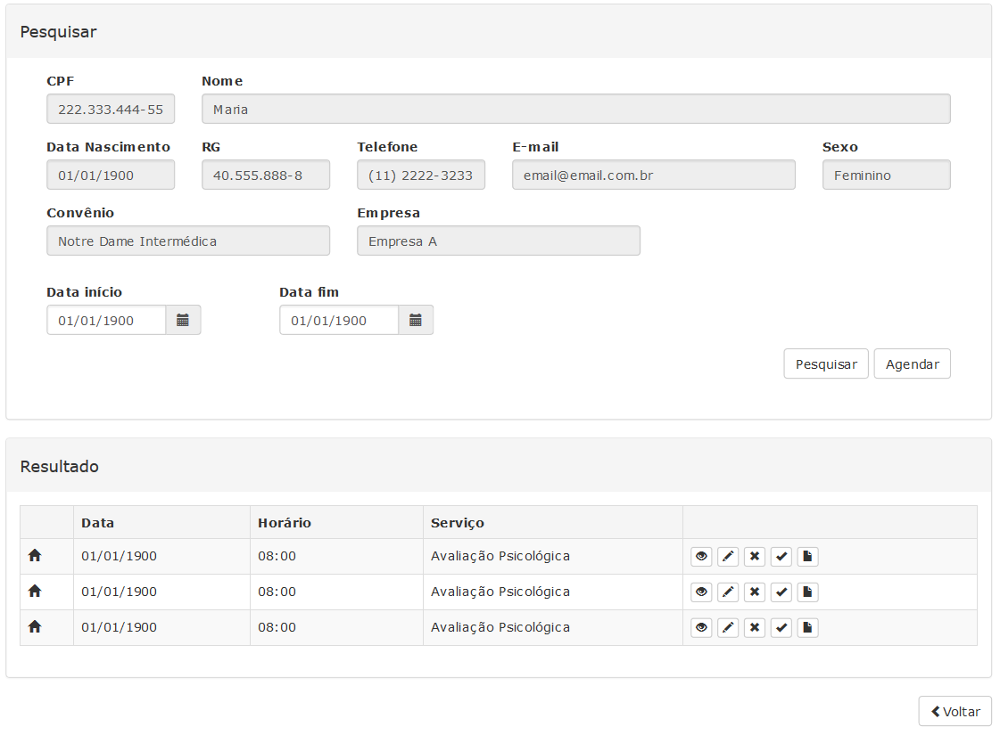 Pesquisar
CPF Nome
222.333.444-55 Maria
Data Nascimento RG Telefone E-mail Sexo
01/01/1900 40.555.888-8 (11) 2222-3233 email@email.com.br Feminino
Convênio Empresa
Notre Dame Intermédica Empresa A
Data início Data fim
01/01/1900 01/01/1900
Pesquisar Agendar
Resultado
Data Horário Serviço
01/01/1900 08:00 Avaliação Psicológica
01/01/1900 08:00 Avaliação Psicológica
01/01/1900 08:00 Avaliação Psicológica
Voltar